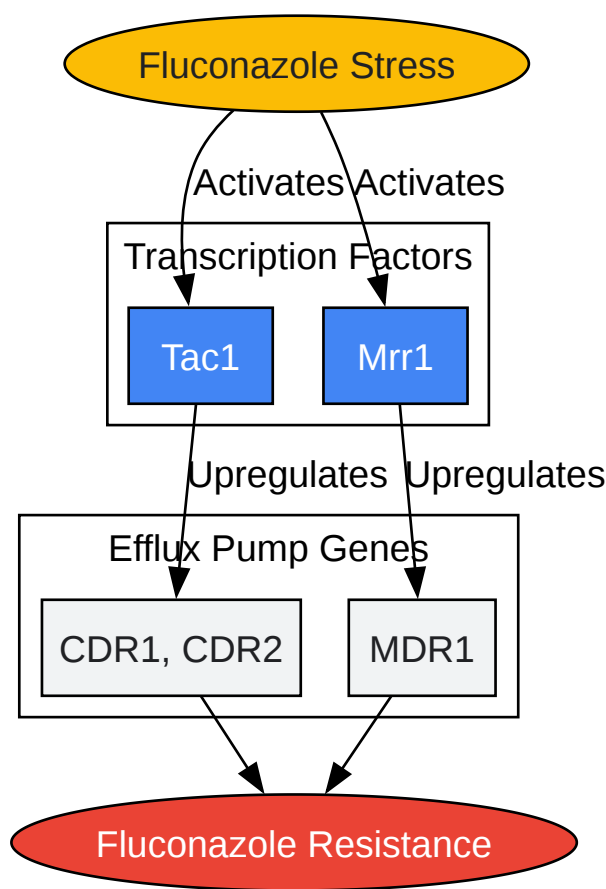 Fluconazole Stress
Activates Activates
Transcription Factors
Tac1 Mrr1
Upregulates Upregulates
Efflux Pump Genes
CDR1, CDR2 MDR1
Fluconazole Resistance